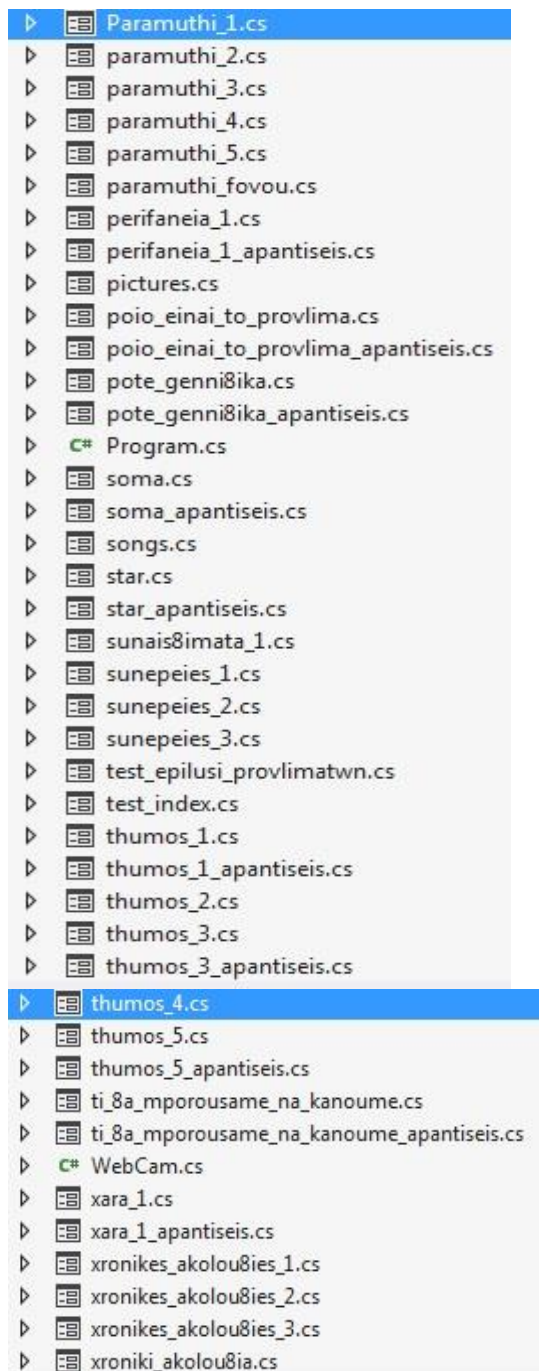 Paramuthi_1.cs
paramuthi_2.cs
paramuthi_3.cs
paramuthi_4.cs
paramuthi_5.cs
paramuthi_fovou.cs
perifaneia_1.cs
perifaneia_1_apantiseis.cs
pictures.cs
poio_einai_to_provlima.cs
poio_einai_to_provlima_apantiseis.cs
pote_genni8ika.cs
pote_genni8ika_apantiseis.cs
C# Program.cs
soma.cs
soma_apantiseis.cs
songs.cs
star.cs
star_apantiseis.cs
sunais8imata_1.cs
sunepeies_1.cs
sunepeies_2.cs
sunepeies_3.cs
test_epilusi_provlimatwn.cs
test_index.cs
thumos_1.cs
thumos_1_apantiseis.cs
thumos_2.cs
thumos_3.cs
thumos_3_apantiseis.cs
thumos_4.cs
thumos_5.cs
thumos_5_apantiseis.cs
ti_8a_mporousame_na_kanoume.cs
ti_8a_mporousame_na_kanoume_apantiseis.cs
C# WebCam.cs
xara_1.cs
xara_1_apantiseis.cs
xronikes_akolou8ies_1.cs
xronikes_akolou8ies_2.cs
xronikes_akolou8ies_3.cs
xroniki_akolou8ia.cs